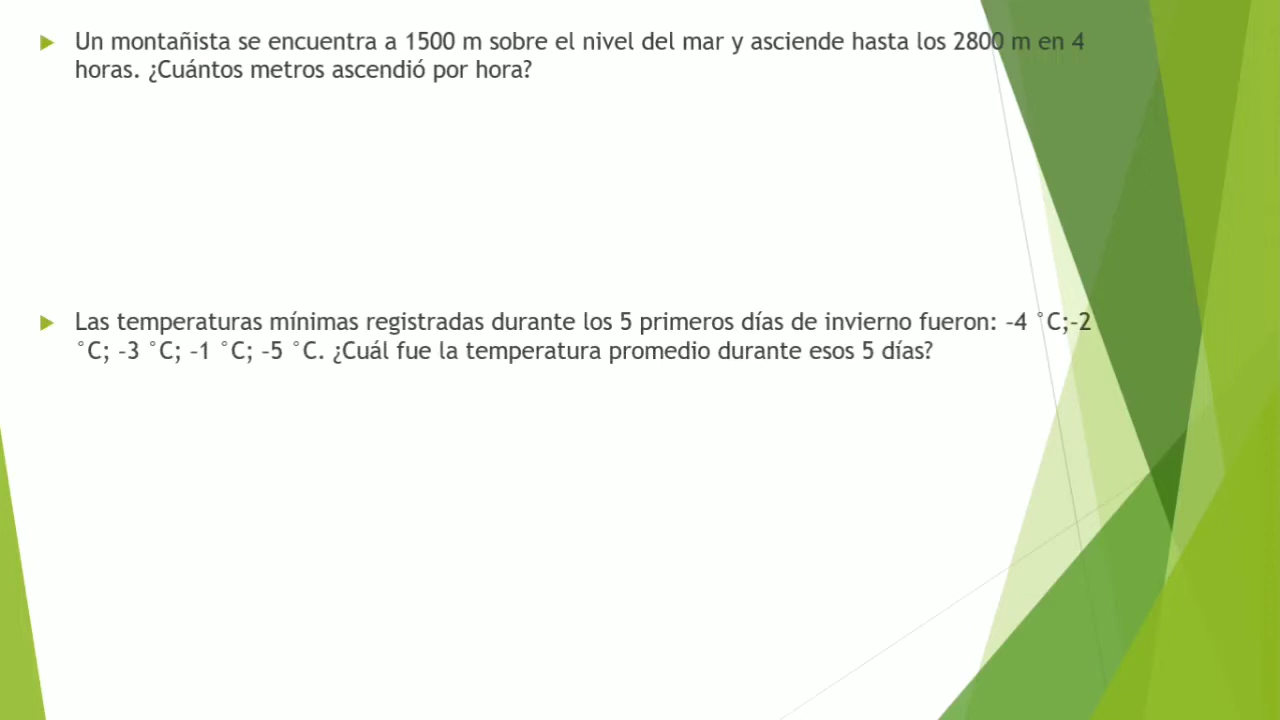 Un montañista se encuentra a 1500 m sobre el nivel del mar y asciende hasta los 2800 m en 4
horas. ¿Cuántos metros ascendió por hora?
Las temperaturas mínimas registradas durante los 5 primeros días de invierno fueron: -4 °C;-2
°C; -3 °C; -1 °C; -5 °C. ¿Cuál fue la temperatura promedio durante esos 5 días?